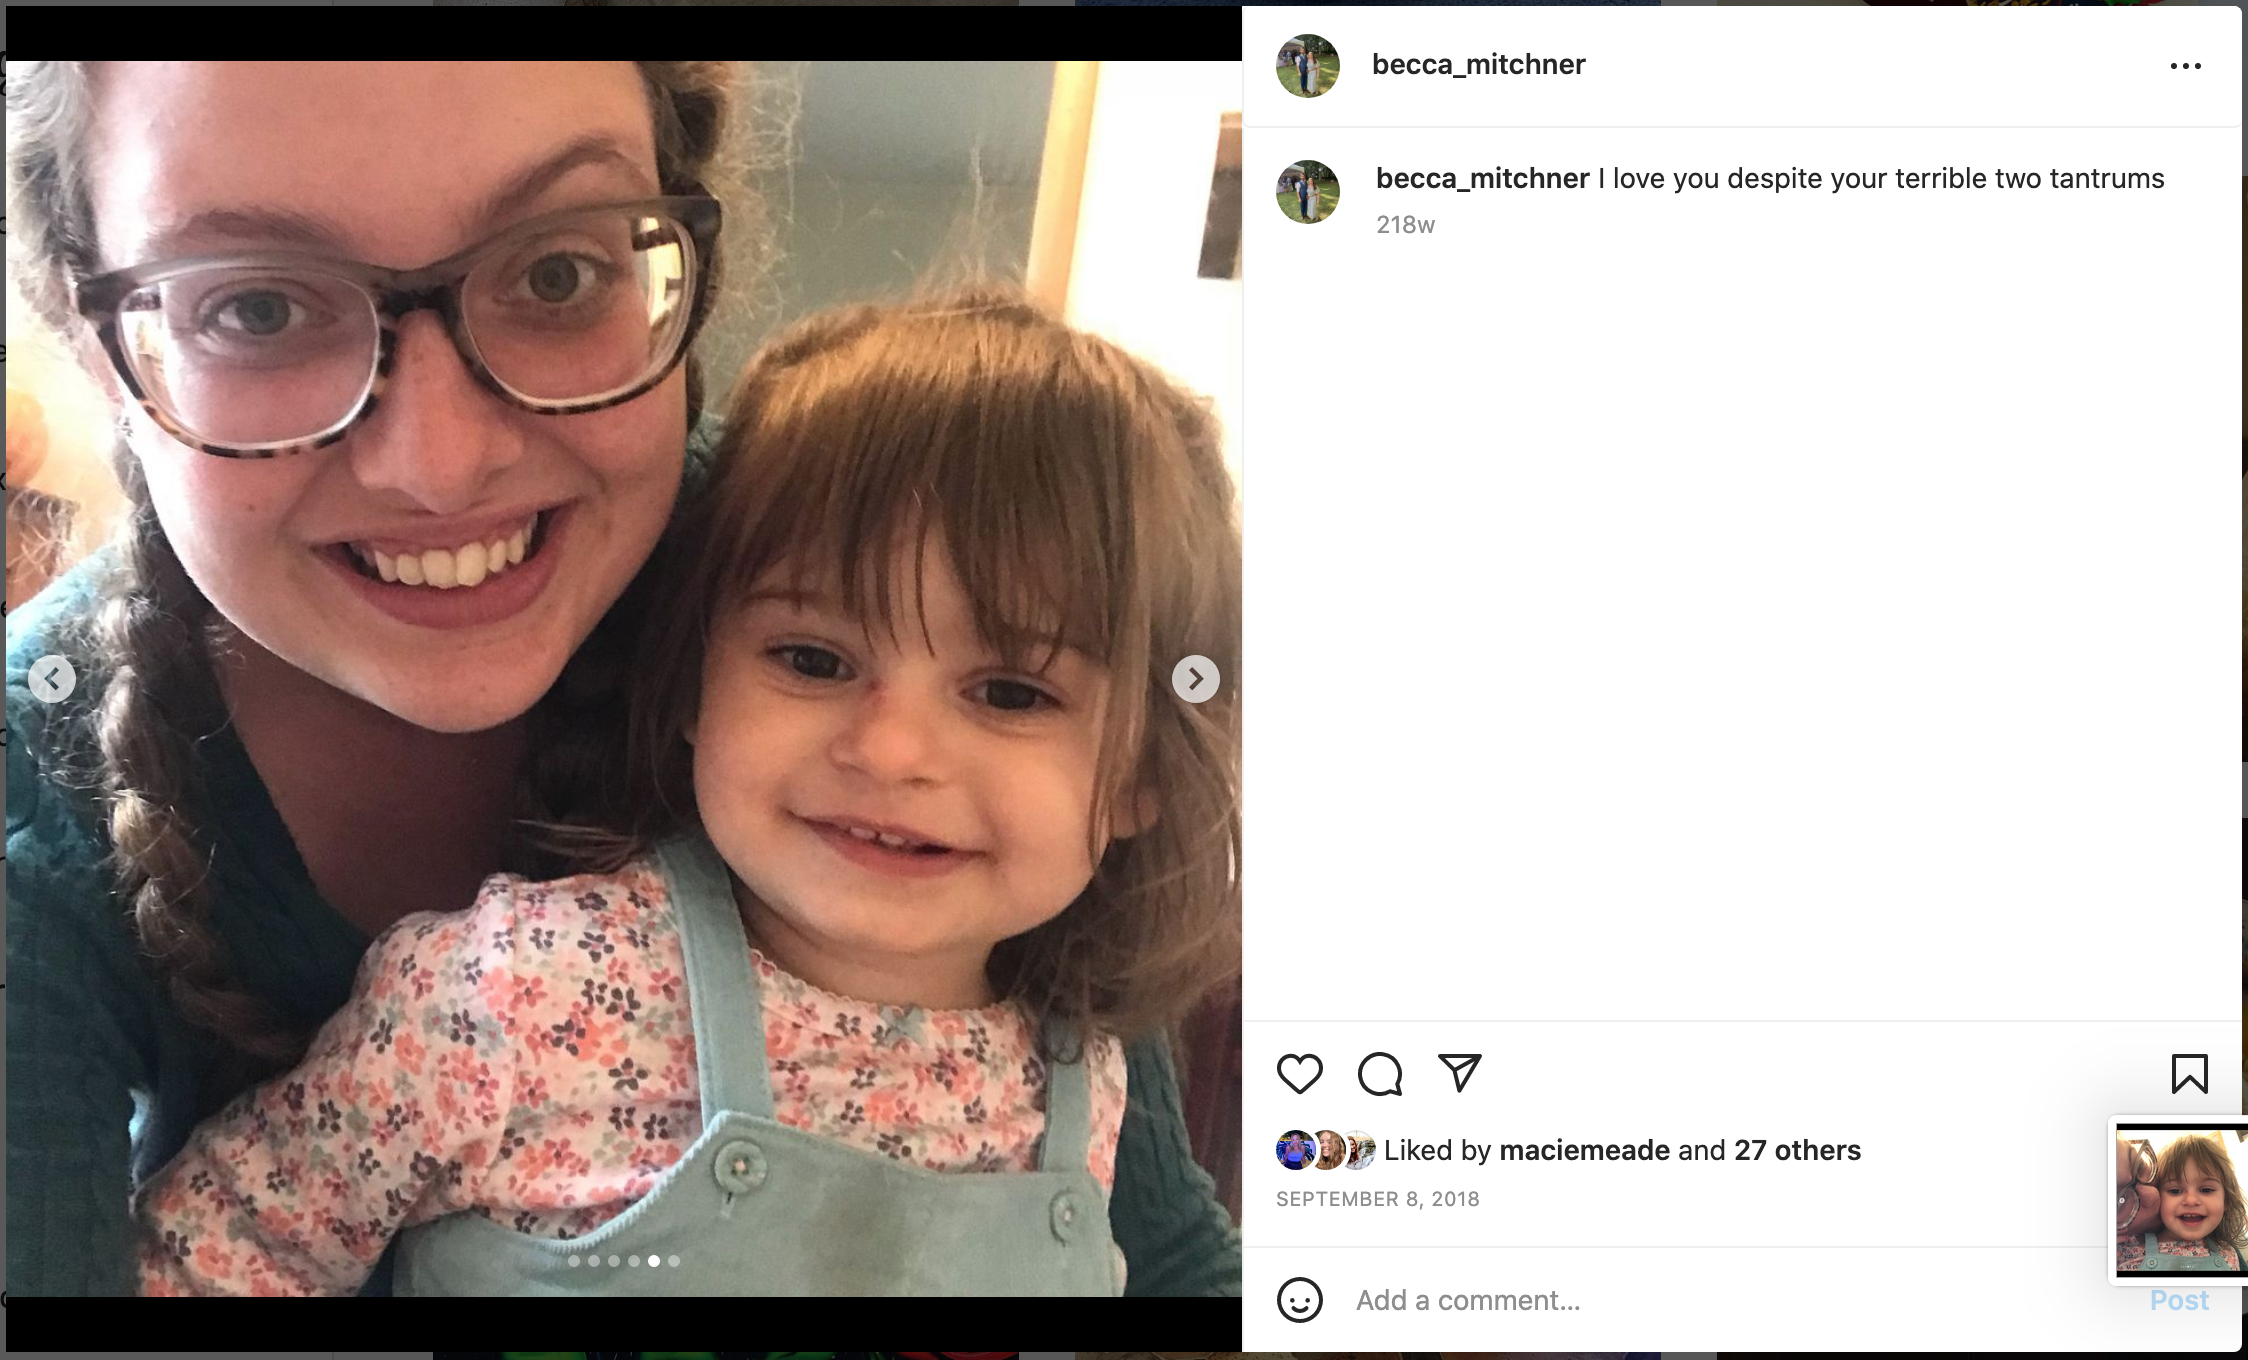 becca_mitchner
becca_mitchner I love you despite your terrible two tantrums
218w
Liked by maciemeade and 27 others
SEPTEMBER 8, 2018
Add a comment...
Post